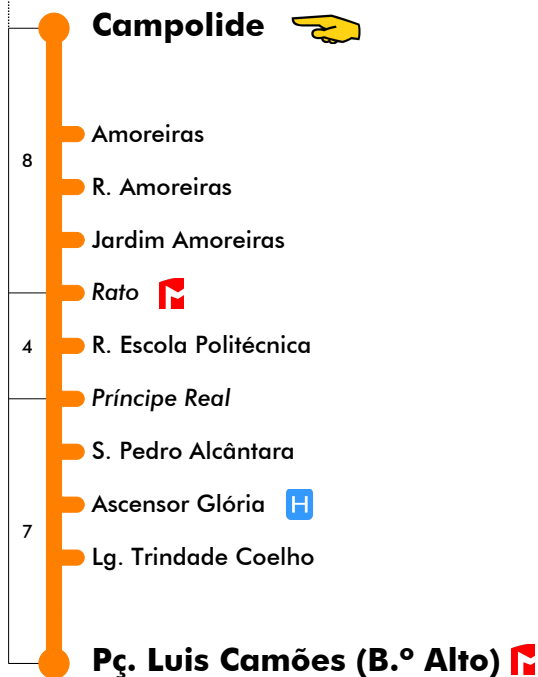 Campolide
Amoreiras
8
R. Amoreiras
Jardim Amoreiras
Rato
4
R. Escola Politécnica
Príncipe Real
S. Pedro Alcântara
Ascensor Glória H
7
Lg. Trindade Coelho
Pç. Luis Camões (B.º Alto)